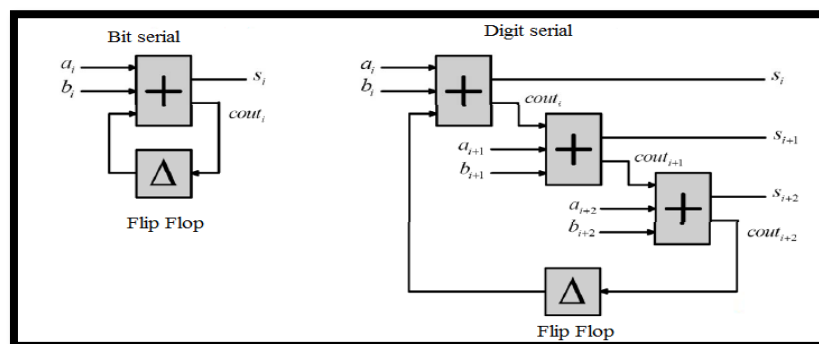 Bit serial
a_i
b_i
+
s_i
cout_i
Δ
Flip Flop
Digit serial
a_i
b_i
+
s_i
cout_i
a_{i+1}
b_{i+1}
+
s_{i+1}
cout_{i+1}
a_{i+2}
b_{i+2}
+
s_{i+2}
cout_{i+2}
Δ
Flip Flop